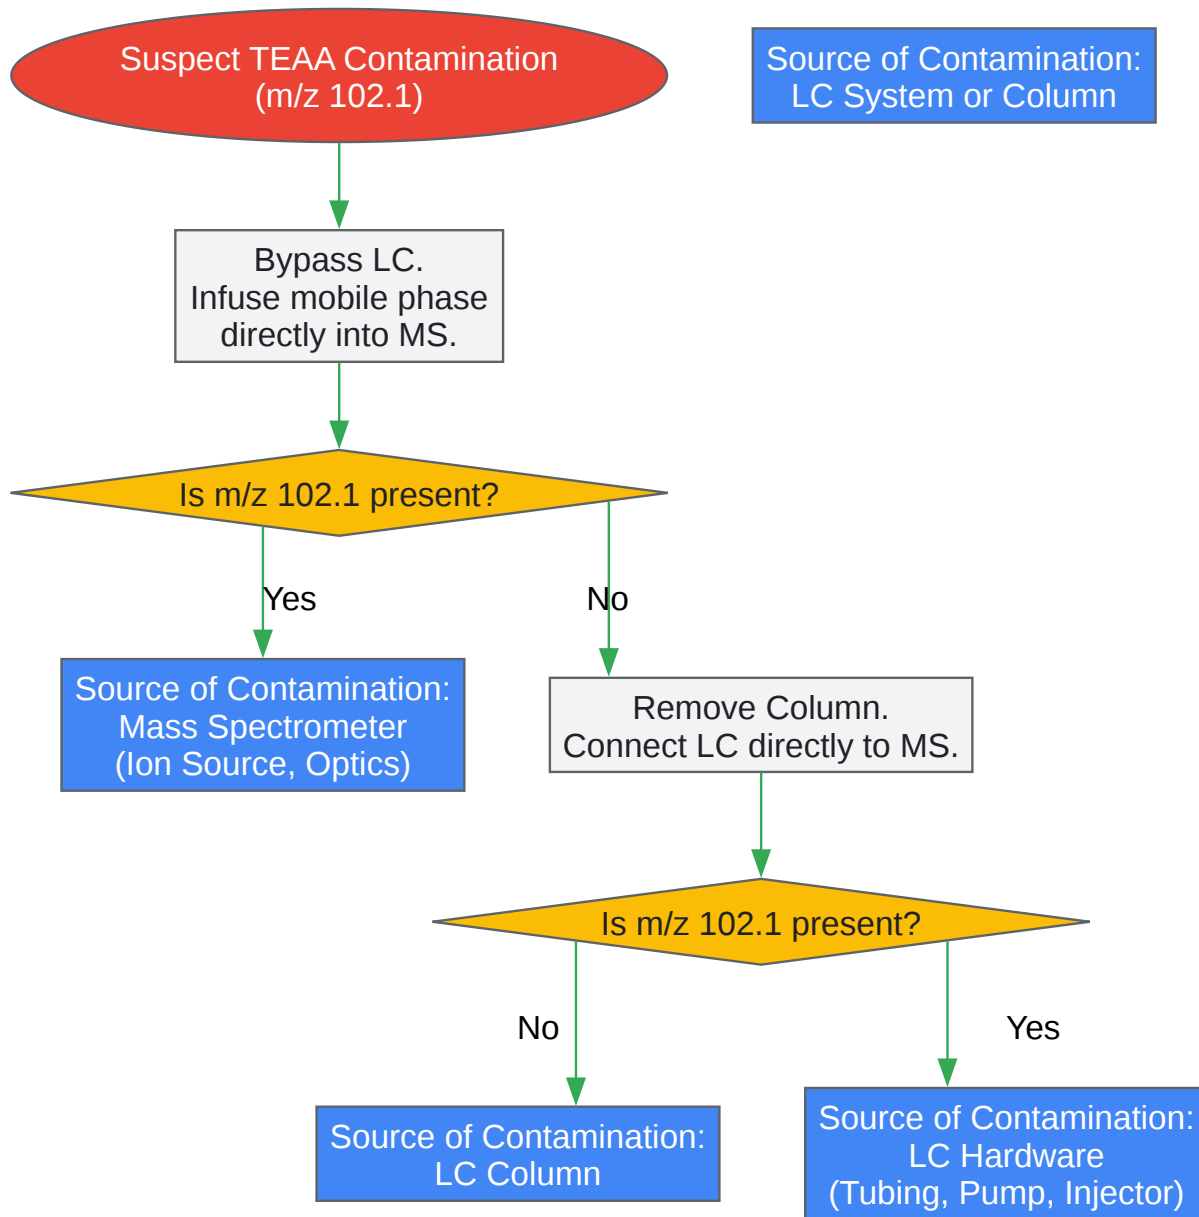 Suspect TEAA Contamination
(m/z 102.1)
Source of Contamination:
LC System or Column
Bypass LC.
Infuse mobile phase
directly into MS.
Is m/z 102.1 present?
Yes
No
Source of Contamination:
Mass Spectrometer
(Ion Source, Optics)
Remove Column.
Connect LC directly to MS.
Is m/z 102.1 present?
No
Yes
Source of Contamination:
LC Column
Source of Contamination:
LC Hardware
(Tubing, Pump, Injector)